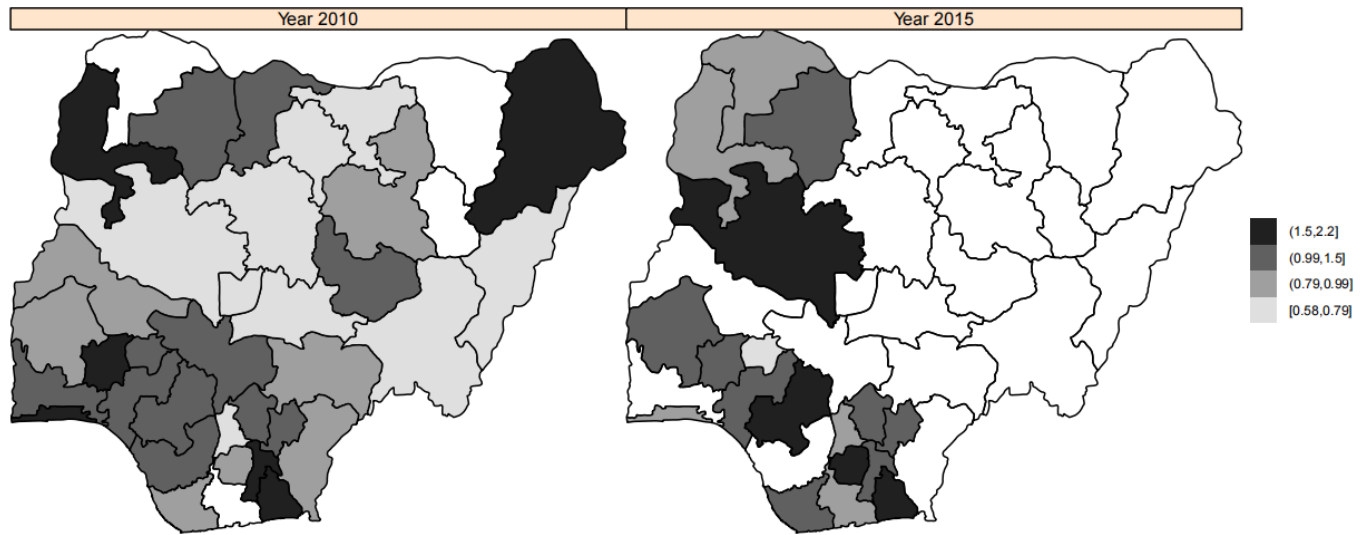 Year 2010
Year 2015
(1.5,2.2]
(0.99,1.5]
(0.79,0.99]
[0.58,0.79]